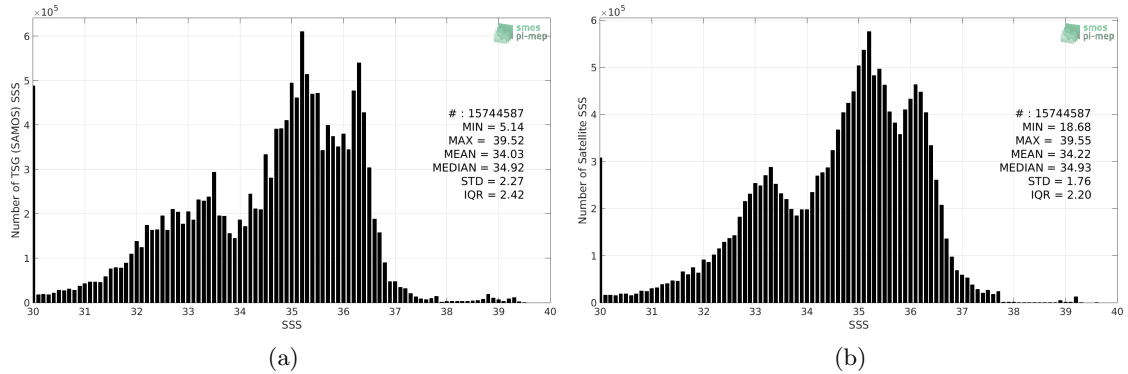 ×10⁵
6
5
4
3
2
1
0
Number of TSG (SAMOS) SSS
smos
pi-mep
# : 15744587
MIN = 5.14
MAX = 39.52
MEAN = 34.03
MEDIAN = 34.92
STD = 2.27
IQR = 2.42
30 31 32 33 34 35 36 37 38 39 40
SSS
(a)
×10⁵
6
5
4
3
2
1
0
Number of Satellite SSS
smos
pi-mep
# : 15744587
MIN = 18.68
MAX = 39.55
MEAN = 34.22
MEDIAN = 34.93
STD = 1.76
IQR = 2.20
30 31 32 33 34 35 36 37 38 39 40
SSS
(b)